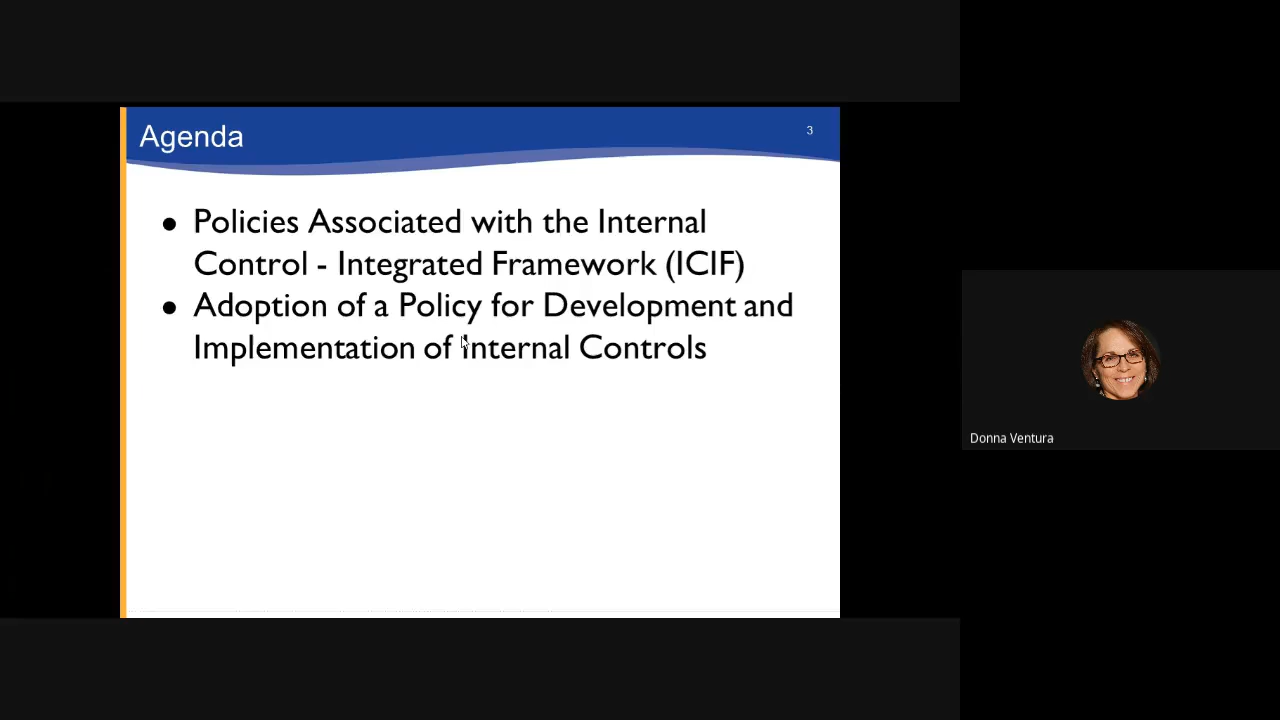 Agenda
3
● Policies Associated with the Internal
Control - Integrated Framework (ICIF)
● Adoption of a Policy for Development and
Implementation of Internal Controls
Donna Ventura